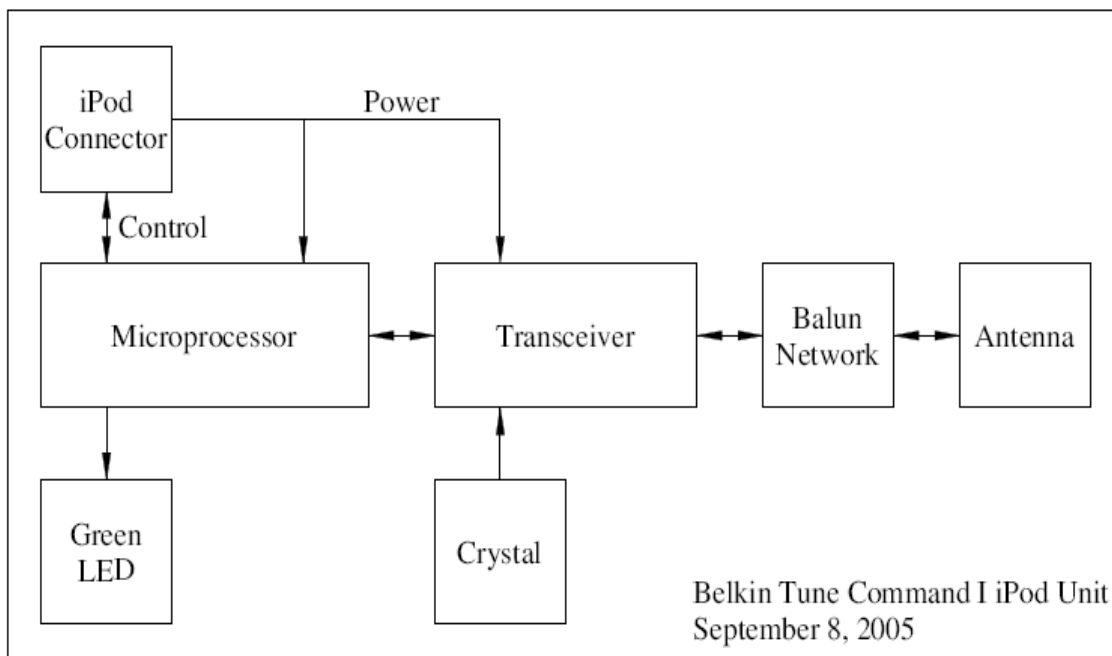 iPod
Connector
Power
Control
Microprocessor
Transceiver
Balun
Network
Antenna
Green
LED
Crystal
Belkin Tune Command I iPod Unit
September 8, 2005